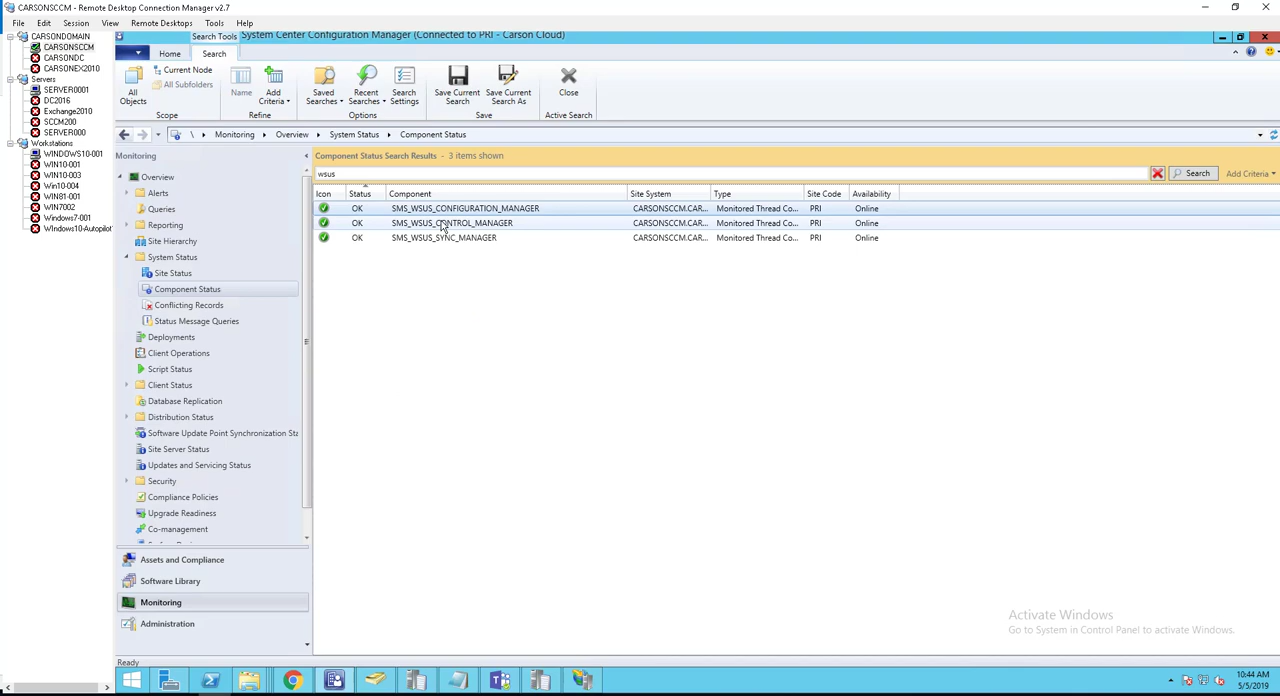 CARSONSCCM - Remote Desktop Connection Manager v2.7
File Edit Session View Remote Desktops Tools Help
CARSONDOMAIN
CARSONSCCM
CARSONDC
CARSONEX2010
Servers
SERVER0001
DC2016
Exchange2010
SCCM200
SERVER000
Workstations
WINDOWS10-001
WIN10-001
WIN10-003
Win10-004
WIN81-001
WIN7002
Windows7-001
WIndows10-Autopilot
Search Tools System Center Configuration Manager (Connected to PRI - Carson Cloud)
Home Search
All Objects
Current Node
All Subfolders
Scope
Name
Add Criteria
Refine
Saved Searches
Recent Searches
Search Settings
Options
Save Current Search
Save Current Search As
Save
Close
Active Search
\ Monitoring Overview System Status Component Status
Monitoring
Overview
Alerts
Queries
Reporting
Site Hierarchy
System Status
Site Status
Component Status
Conflicting Records
Status Message Queries
Deployments
Client Operations
Script Status
Client Status
Database Replication
Distribution Status
Software Update Point Synchronization Sta
Site Server Status
Updates and Servicing Status
Security
Compliance Policies
Upgrade Readiness
Co-management
Assets and Compliance
Software Library
Monitoring
Administration
Component Status Search Results - 3 items shown
wsus
Search Add Criteria
Icon Status Component Site System Type Site Code Availability
OK SMS_WSUS_CONFIGURATION_MANAGER CARSONSCCM.CAR... Monitored Thread Co... PRI Online
OK SMS_WSUS_CONTROL_MANAGER CARSONSCCM.CAR... Monitored Thread Co... PRI Online
OK SMS_WSUS_SYNC_MANAGER CARSONSCCM.CAR... Monitored Thread Co... PRI Online
Activate Windows
Go to System in Control Panel to activate Windows.
Ready
10:44 AM
5/5/2019